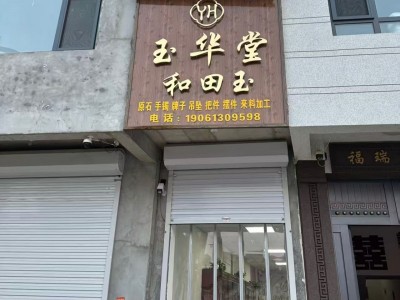 YH
玉华堂
和田玉
原石 手镯 牌子 吊坠 把件 摆件 来料加工
电话：19061309598
福瑞
囍